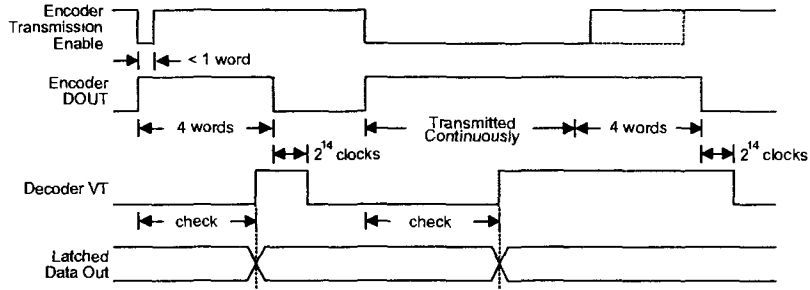 Encoder
Transmission
Enable
< 1 word
Encoder
DOUT
4 words
Transmitted
Continuously
4 words
2^14 clocks
2^14 clocks
Decoder VT
check
check
Latched
Data Out